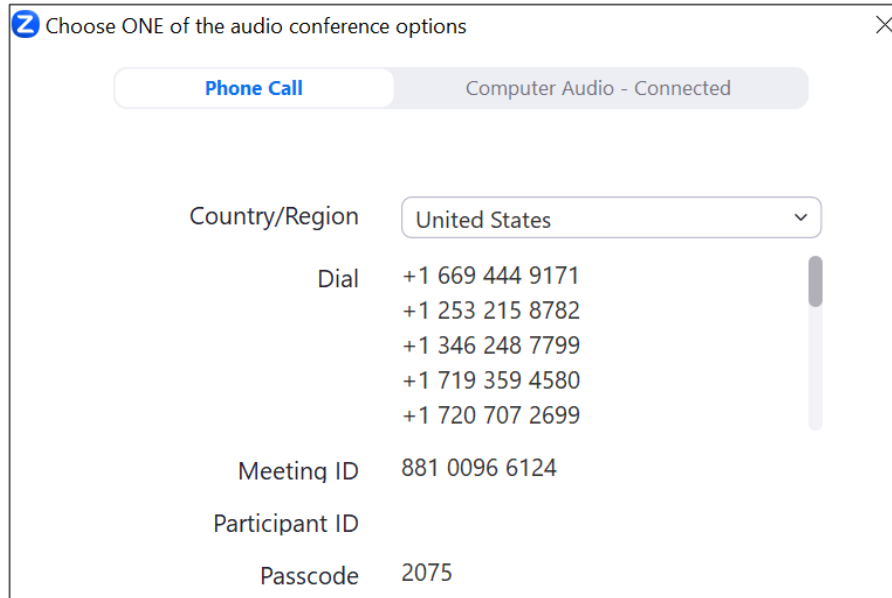 Choose ONE of the audio conference options
Phone Call Computer Audio - Connected
Country/Region United States
Dial +1 669 444 9171
+1 253 215 8782
+1 346 248 7799
+1 719 359 4580
+1 720 707 2699
Meeting ID 881 0096 6124
Participant ID
Passcode 2075